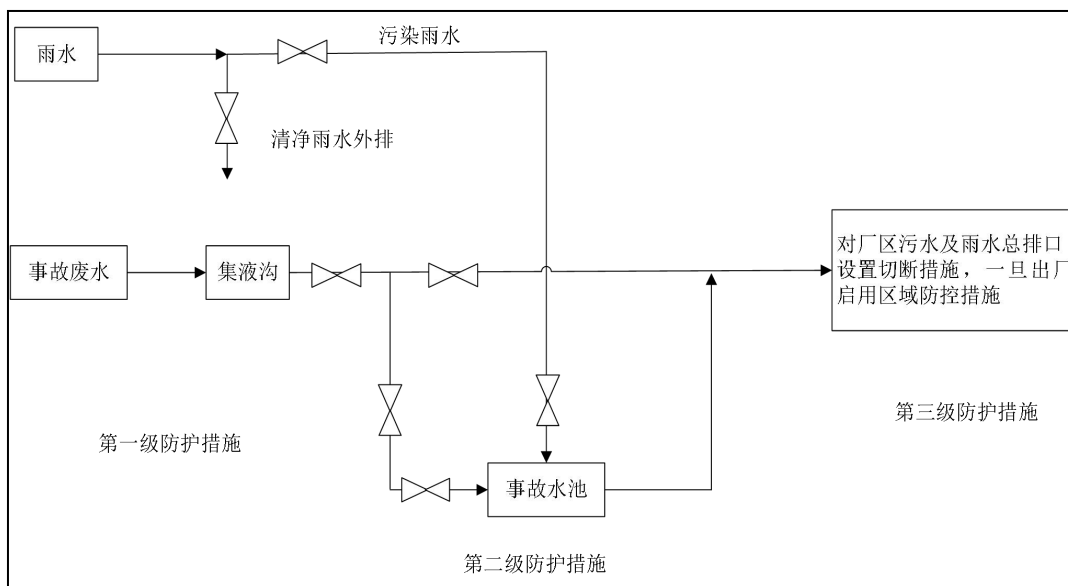 雨水
污染雨水
清净雨水外排
事故废水
集液沟
对厂区污水及雨水总排口
设置切断措施，一旦出厂
启用区域防控措施
第一级防护措施
第三级防护措施
事故水池
第二级防护措施